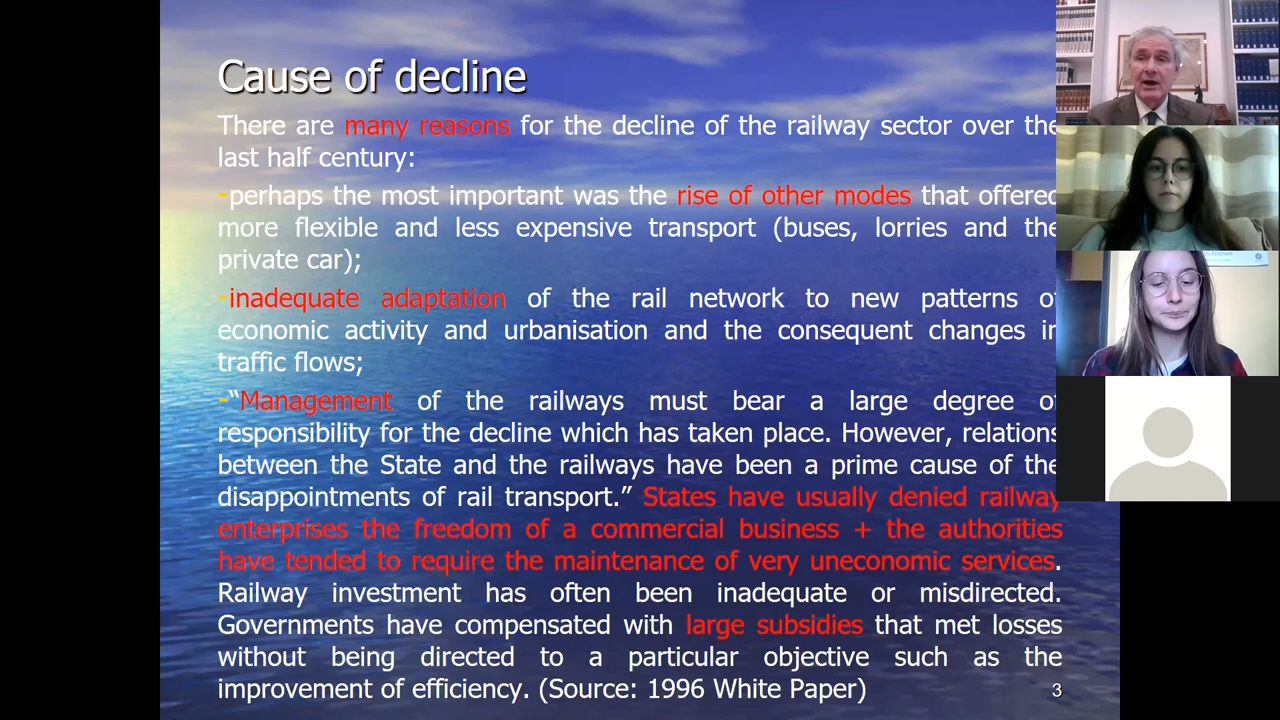 Cause of decline
There are many reasons for the decline of the railway sector over the
last half century:
-perhaps the most important was the rise of other modes that offered
more flexible and less expensive transport (buses, lorries and the
private car);
-inadequate adaptation of the rail network to new patterns of
economic activity and urbanisation and the consequent changes in
traffic flows;
-“Management of the railways must bear a large degree of
responsibility for the decline which has taken place. However, relations
between the State and the railways have been a prime cause of the
disappointments of rail transport.” States have usually denied railway
enterprises the freedom of a commercial business + the authorities
have tended to require the maintenance of very uneconomic services.
Railway investment has often been inadequate or misdirected.
Governments have compensated with large subsidies that met losses
without being directed to a particular objective such as the
improvement of efficiency. (Source: 1996 White Paper)
3